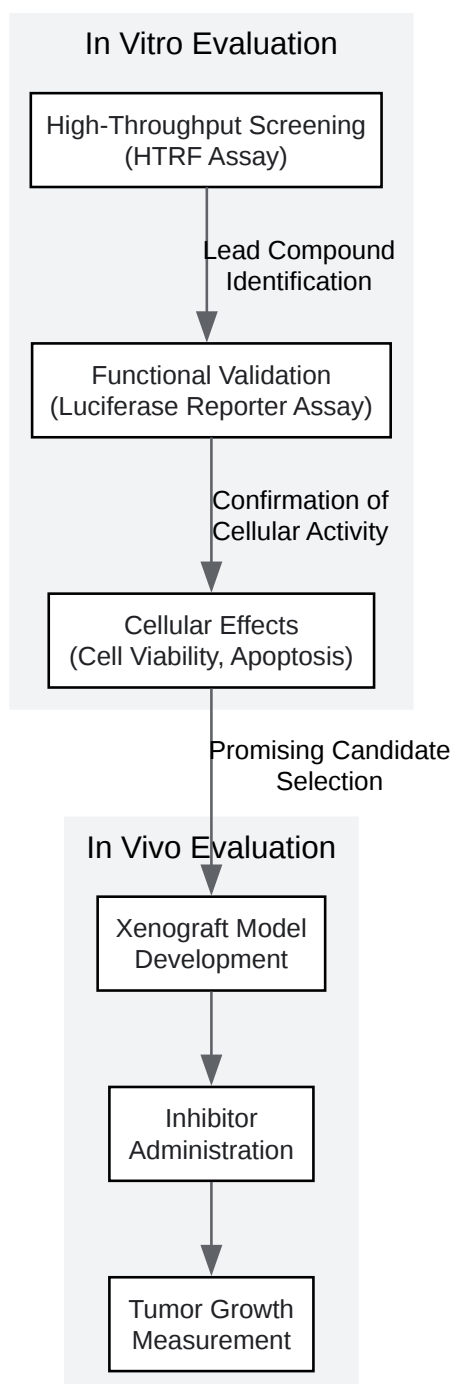 In Vitro Evaluation
High-Throughput Screening
(HTRF Assay)
Lead Compound
Identification
Functional Validation
(Luciferase Reporter Assay)
Confirmation of
Cellular Activity
Cellular Effects
(Cell Viability, Apoptosis)
Promising Candidate
Selection
In Vivo Evaluation
Xenograft Model
Development
Inhibitor
Administration
Tumor Growth
Measurement